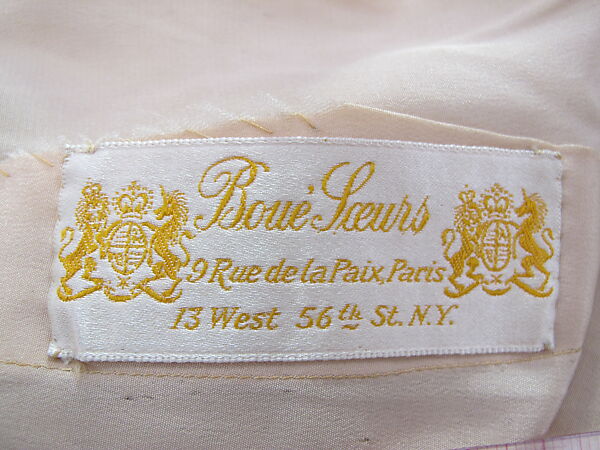 Boué Sœurs
9 Rue de la Paix, Paris
13 West 56th St. N.Y.